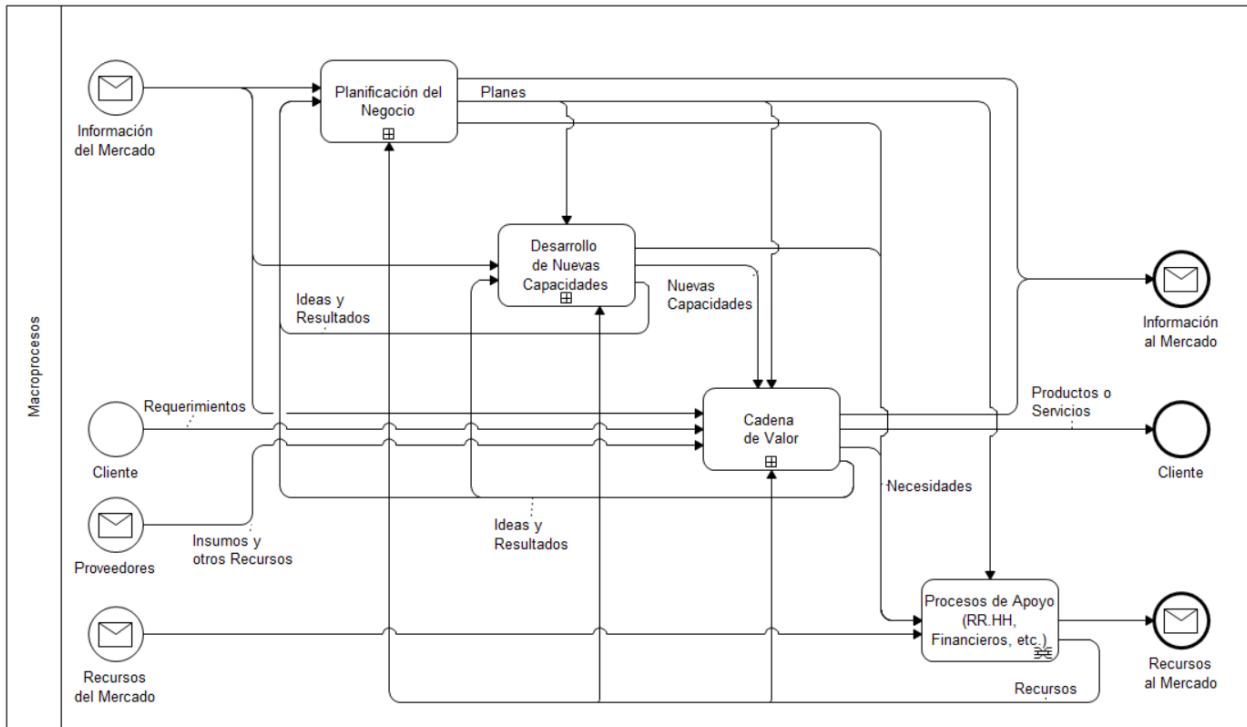 Macroprocesos
Información
del Mercado
Planificación del
Negocio
Planes
Desarrollo
de Nuevas
Capacidades
Ideas y
Resultados
Nuevas
Capacidades
Información
al Mercado
Requerimientos
Cliente
Cadena
de Valor
Productos o
Servicios
Cliente
Necesidades
Insumos y
otros Recursos
Proveedores
Ideas y
Resultados
Procesos de Apoyo
(RR.HH,
Financieros, etc.)
Recursos
del Mercado
Recursos
Recursos
al Mercado